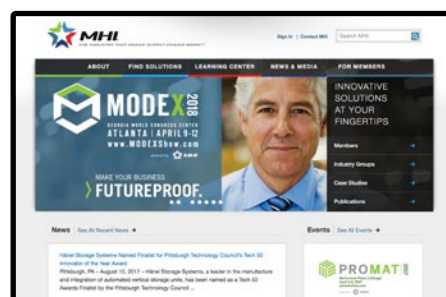 MHI
THE INDUSTRY THAT MAKES SUPPLY CHAINS WORK
Sign In | Contact MHI
Search MHI
ABOUT
FIND SOLUTIONS
LEARNING CENTER
NEWS & MEDIA
FOR MEMBERS
MODEX 2018
GEORGIA WORLD CONGRESS CENTER
ATLANTA | APRIL 9-12
www.MODEXShow.com
MHI
MAKE YOUR BUSINESS
FUTUREPROOF.
INNOVATIVE
SOLUTIONS
AT YOUR
FINGERTIPS
Members
Industry Groups
Case Studies
Publications
News
See All Recent News
Events
See All Events
Hänel Storage Systems Named Finalist for Pittsburgh Technology Council's Tech 50
Innovator of the Year Award
Pittsburgh, PA – August 10, 2017 – Hänel Storage Systems, a leader in the manufacture
and integration of automated vertical storage units, has been named as a Tech 50
Awards Finalist by the Pittsburgh Technology Council ...
PROMAT